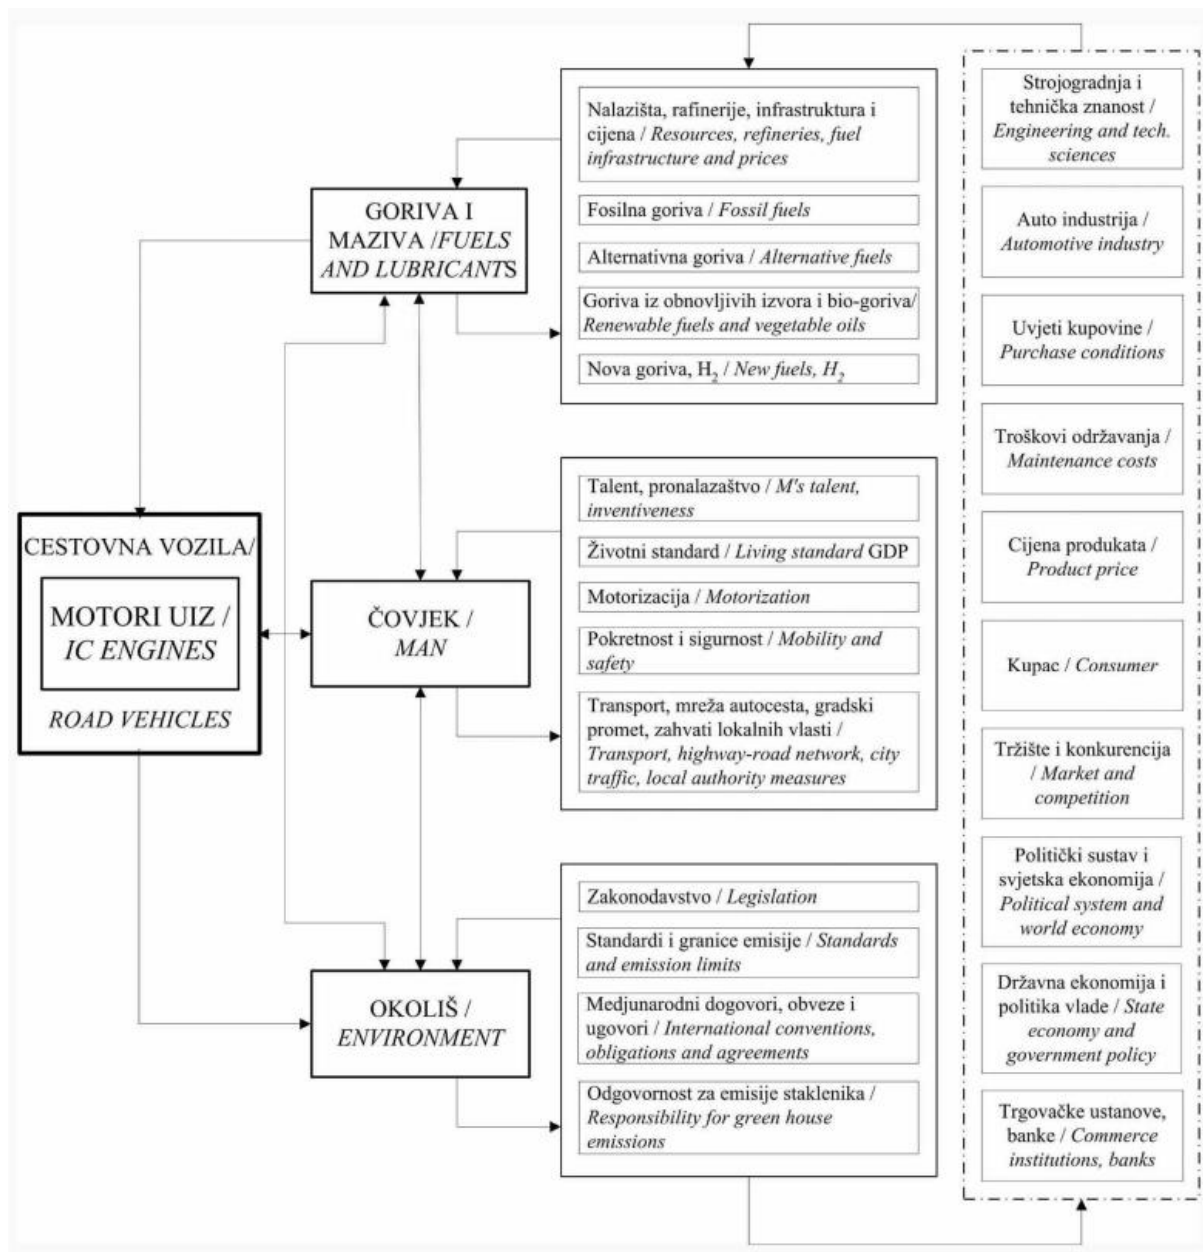 CESTOVNA VOZILA/
MOTORI UIZ /
IC ENGINES
ROAD VEHICLES
GORIVA I
MAZIVA /FUELS
AND LUBRICANTS
ČOVJEK /
MAN
OKOLIŠ /
ENVIRONMENT
Nalazišta, rafinerije, infrastruktura i
cijena / Resources, refineries, fuel
infrastructure and prices
Fosilna goriva / Fossil fuels
Alternativna goriva / Alternative fuels
Goriva iz obnovljivih izvora i bio-goriva/
Renewable fuels and vegetable oils
Nova goriva, H₂ / New fuels, H₂
Talent, pronalazaštvo / M's talent,
inventiveness
Životni standard / Living standard GDP
Motorizacija / Motorization
Pokretnost i sigurnost / Mobility and
safety
Transport, mreža autocesta, gradski
promet, zahvati lokalnih vlasti /
Transport, highway-road network, city
traffic, local authority measures
Zakonodavstvo / Legislation
Standardi i granice emisije / Standards
and emission limits
Medjunarodni dogovori, obveze i
ugovori / International conventions,
obligations and agreements
Odgovornost za emisije staklenika /
Responsibility for green house
emissions
Strojogradnja i
tehnička znanost /
Engineering and tech.
sciences
Auto industrija /
Automotive industry
Uvjeti kupovine /
Purchase conditions
Troškovi održavanja /
Maintenance costs
Cijena produkata /
Product price
Kupac / Consumer
Tržište i konkurencija
/ Market and
competition
Politički sustav i
svjetska ekonomija /
Political system and
world economy
Državna ekonomija i
politika vlade / State
economy and
government policy
Trgovačke ustanove,
banke / Commerce
institutions, banks